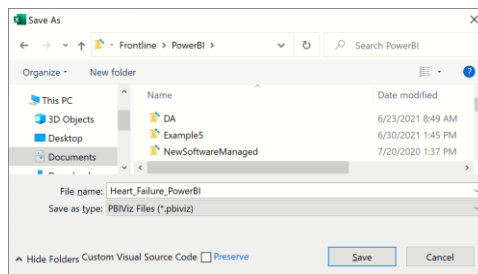 Save As
Frontline > PowerBI >
Search PowerBI
Organize
New folder
Name
Date modified
This PC
3D Objects
Desktop
Documents
DA
6/23/2021 8:49 AM
Example5
6/30/2021 1:45 PM
NewSoftwareManaged
7/20/2020 1:37 PM
File name: Heart_Failure_PowerBI
Save as type: PBIViz Files (*.pbiviz)
Hide Folders
Custom Visual Source Code
Preserve
Save
Cancel